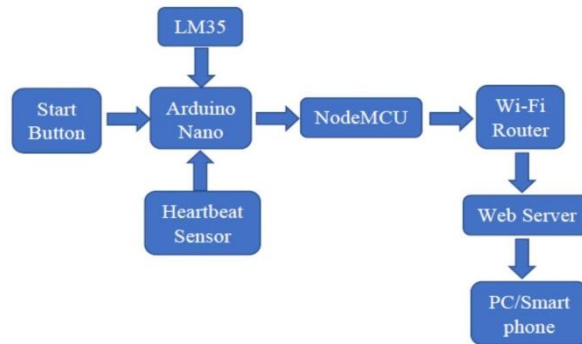 LM35
Start
Button
Arduino
Nano
NodeMCU
Wi-Fi
Router
Heartbeat
Sensor
Web Server
PC/Smart
phone